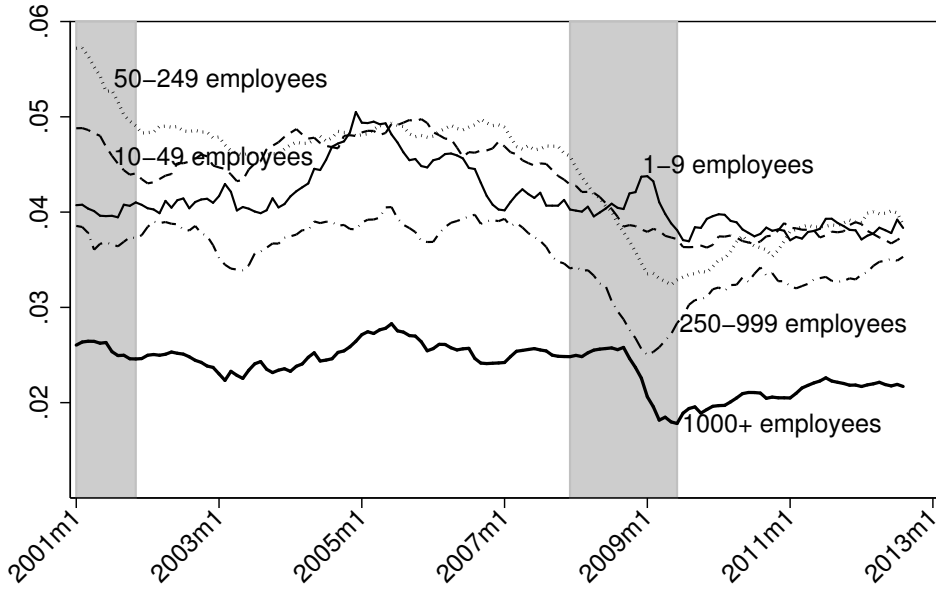 .06
50−249 employees
.05
10−49 employees
1−9 employees
.04
.03
250−999 employees
.02
1000+ employees
2001m1
2003m1
2005m1
2007m1
2009m1
2011m1
2013m1